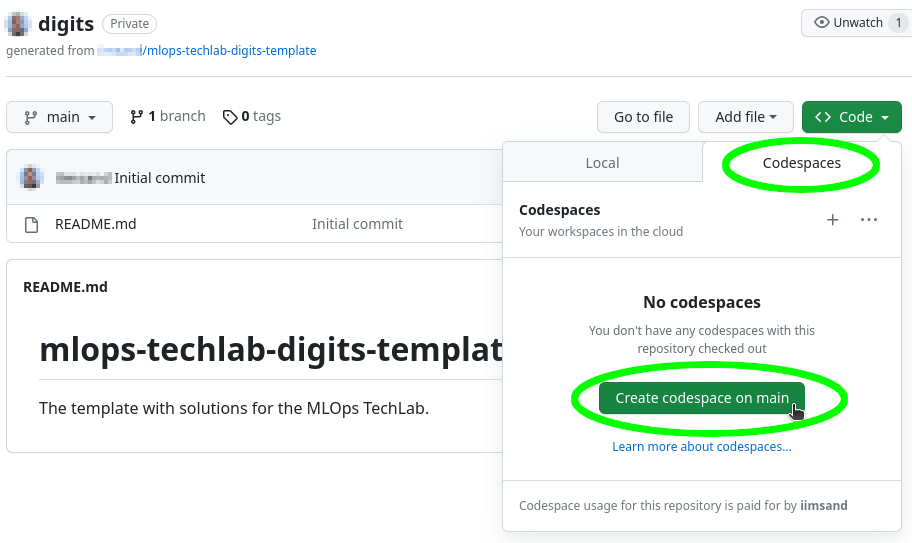 digits Private
Unwatch 1
generated from /mlops-techlab-digits-template
main 1 branch 0 tags Go to file Add file Code
Local Codespaces
Initial commit
Codespaces
Your workspaces in the cloud
README.md Initial commit
README.md
No codespaces
You don't have any codespaces with this
repository checked out
mlops-techlab-digits-templat
Create codespace on main
The template with solutions for the MLOps TechLab.
Learn more about codespaces...
Codespace usage for this repository is paid for by iimsand